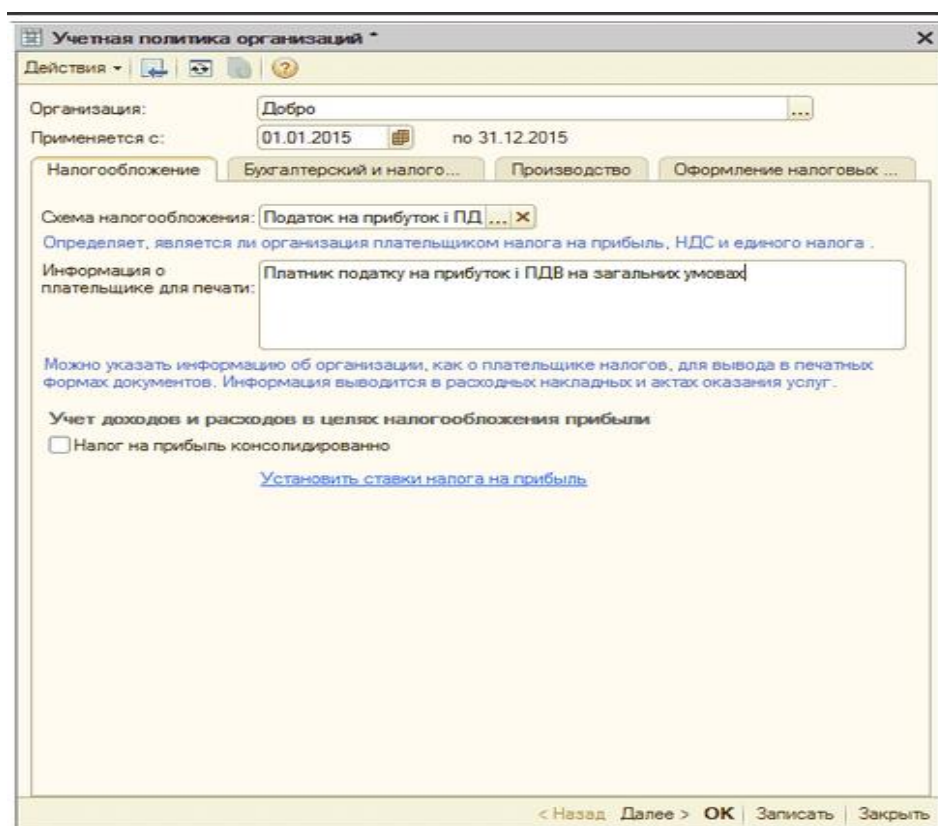 Учетная политика организаций *
Действия
Организация: Добро ...
Применяется с: 01.01.2015 по 31.12.2015
Налогообложение Бухгалтерский и налого... Производство Оформление налоговых ...
Схема налогообложения: Податок на прибуток і ПД ...
Определяет, является ли организация плательщиком налога на прибыль, НДС и единого налога .
Информация о Платник податку на прибуток і ПДВ на загальних умовах
плательщике для печати:
Можно указать информацию об организации, как о плательщике налогов, для вывода в печатных
формах документов. Информация выводится в расходных накладных и актах оказания услуг.
Учет доходов и расходов в целях налогообложения прибыли
Налог на прибыль консолидированно
Установить ставки налога на прибыль
< Назад Далее > OK Записать Закрыть